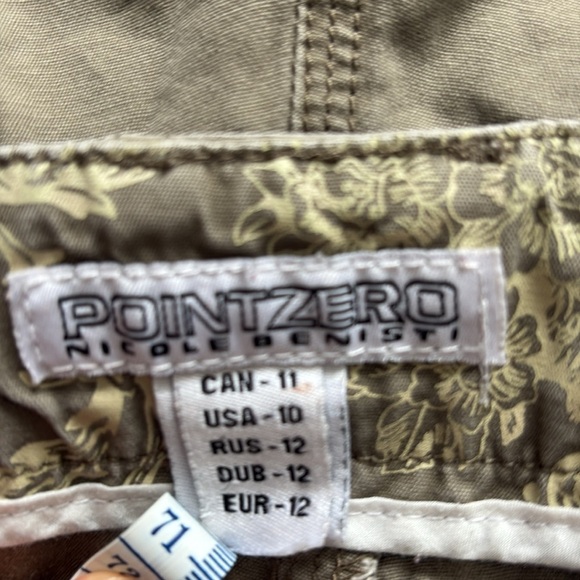 POINTZERO
NICOLE BENISTI
CAN - 11
USA - 10
RUS - 12
DUB - 12
EUR - 12
71
72